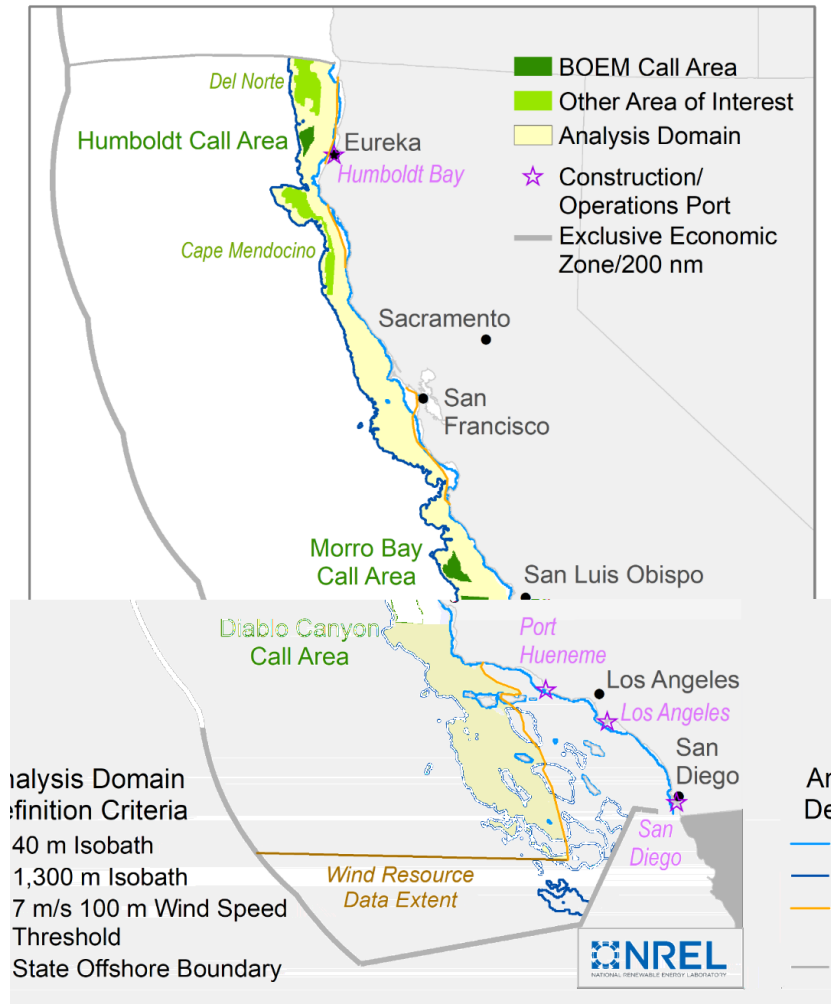 Del Norte
Humboldt Call Area
Eureka
Humboldt Bay
BOEM Call Area
Other Area of Interest
Analysis Domain
Construction/
Operations Port
Exclusive Economic
Zone/200 nm
Cape Mendocino
Sacramento
San
Francisco
Morro Bay
Call Area
San Luis Obispo
Diablo Canyon
Call Area
Port
Hueneme
Los Angeles
Los Angeles
San
Diego
San
Diego
nalysis Domain
efinition Criteria
40 m Isobath
1,300 m Isobath
7 m/s 100 m Wind Speed
Threshold
State Offshore Boundary
Wind Resource
Data Extent
An
De
NREL
NATIONAL RENEWABLE ENERGY LABORATORY